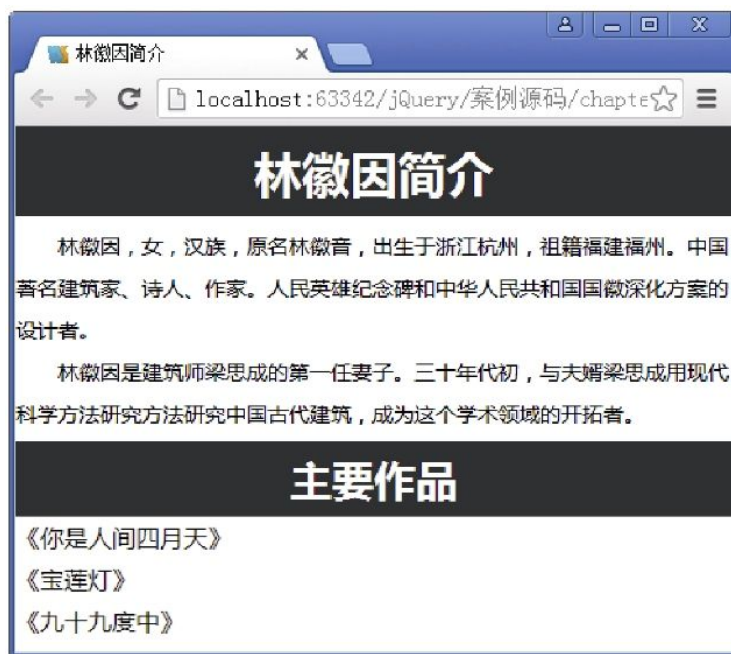 林徽因简介
localhost:63342/jQuery/案例源码/chapte
林徽因简介
林徽因，女，汉族，原名林徽音，出生于浙江杭州，祖籍福建福州。中国
著名建筑家、诗人、作家。人民英雄纪念碑和中华人民共和国国徽深化方案的
设计者。
林徽因是建筑师梁思成的第一任妻子。三十年代初，与夫婿梁思成用现代
科学方法研究方法研究中国古代建筑，成为这个学术领域的开拓者。
主要作品
《你是人间四月天》
《宝莲灯》
《九十九度中》